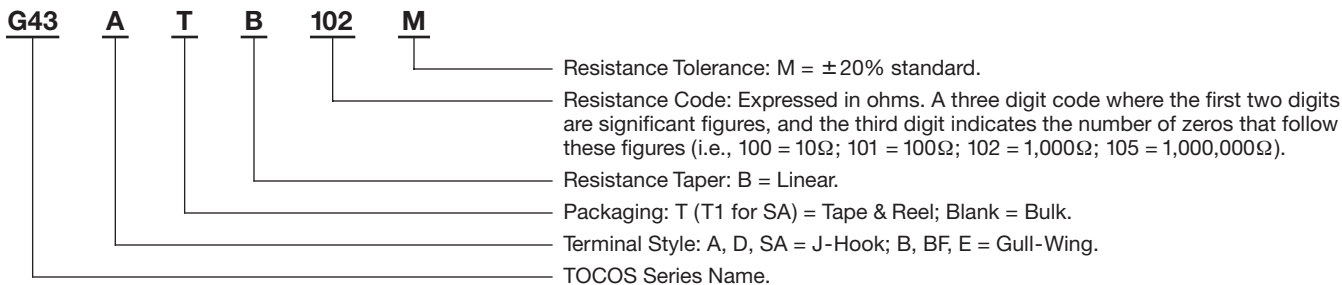 G43 A T B 102 M
Resistance Tolerance: M = ±20% standard.
Resistance Code: Expressed in ohms. A three digit code where the first two digits
are significant figures, and the third digit indicates the number of zeros that follow
these figures (i.e., 100 = 10Ω; 101 = 100Ω; 102 = 1,000Ω; 105 = 1,000,000Ω).
Resistance Taper: B = Linear.
Packaging: T (T1 for SA) = Tape & Reel; Blank = Bulk.
Terminal Style: A, D, SA = J-Hook; B, BF, E = Gull-Wing.
TOCOS Series Name.